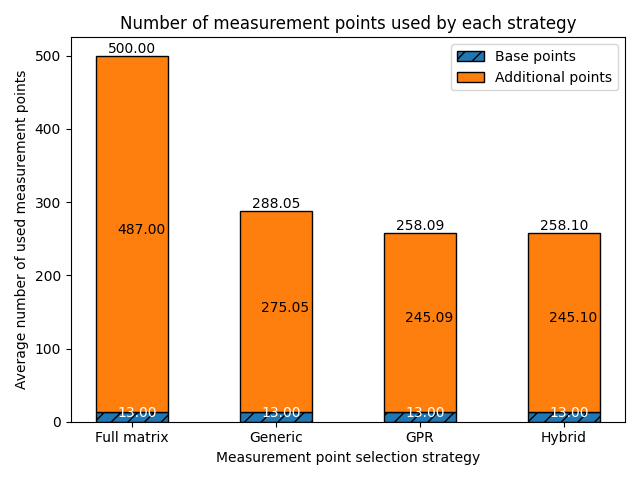 Number of measurement points used by each strategy
Average number of used measurement points
500
400
300
200
100
0
Base points
Additional points
500.00
288.05
258.09
258.10
487.00
275.05
245.09
245.10
13.00
13.00
13.00
13.00
Full matrix
Generic
GPR
Hybrid
Measurement point selection strategy